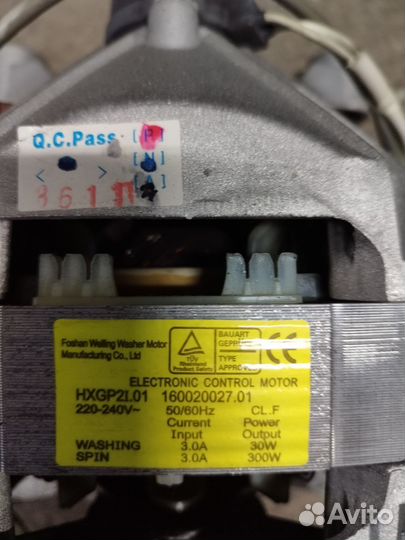 Q.C.Pass [P]
[N]
< > [A]
Foshan Welling Washer Motor
Manufacturing Co., Ltd
TÜV
Rheinland
Product Safety
BAUART
GEPRÜFT
TYPE
APPROVED
CE
ELECTRONIC CONTROL MOTOR
HXGP2I.01 160020027.01
220-240V~ 50/60Hz CL.F
Current Power
Input Output
WASHING 3.0A 30W
SPIN 3.0A 300W
Avito